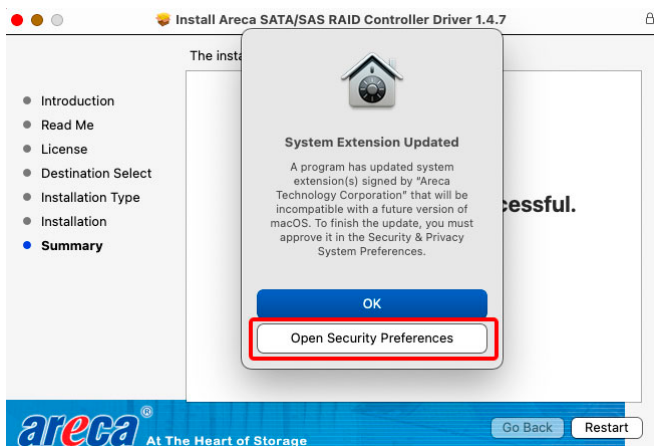 Install Areca SATA/SAS RAID Controller Driver 1.4.7
The insta
Introduction
Read Me
License
Destination Select
Installation Type
Installation
Summary
System Extension Updated
A program has updated system
extension(s) signed by “Areca
Technology Corporation” that will be
incompatible with a future version of
macOS. To finish the update, you must
approve it in the Security & Privacy
System Preferences.
cessful.
OK
Open Security Preferences
areca ®
At The Heart of Storage
Go Back
Restart